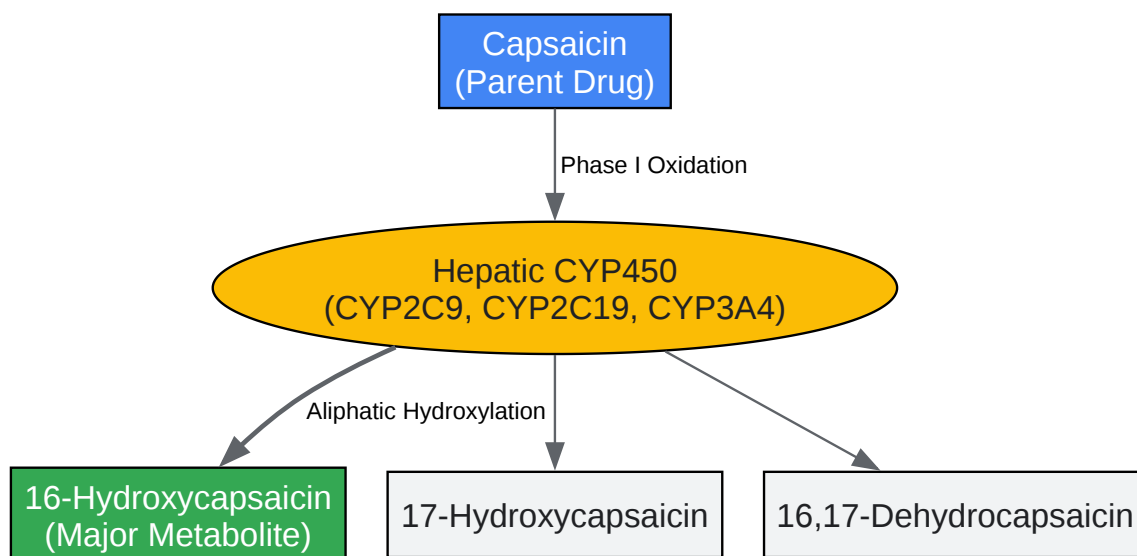 Capsaicin
(Parent Drug)
Phase I Oxidation
Hepatic CYP450
(CYP2C9, CYP2C19, CYP3A4)
Aliphatic Hydroxylation
16-Hydroxycapsaicin
(Major Metabolite)
17-Hydroxycapsaicin
16,17-Dehydrocapsaicin